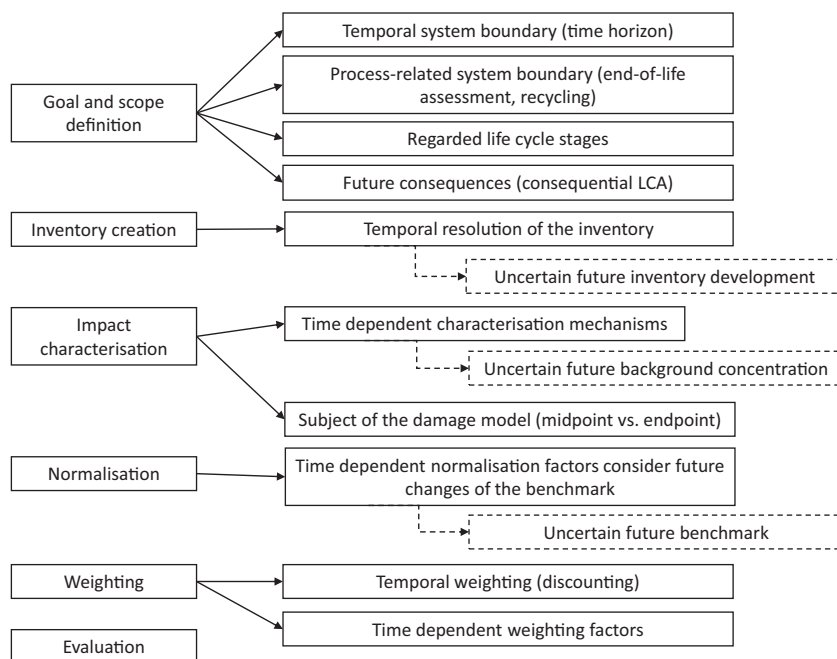 Temporal system boundary (time horizon)
Process-related system boundary (end-of-life
assessment, recycling)
Goal and scope
definition
Regarded life cycle stages
Future consequences (consequential LCA)
Inventory creation
Temporal resolution of the inventory
Uncertain future inventory development
Impact
characterisation
Time dependent characterisation mechanisms
Uncertain future background concentration
Subject of the damage model (midpoint vs. endpoint)
Normalisation
Time dependent normalisation factors consider future
changes of the benchmark
Uncertain future benchmark
Weighting
Temporal weighting (discounting)
Time dependent weighting factors
Evaluation